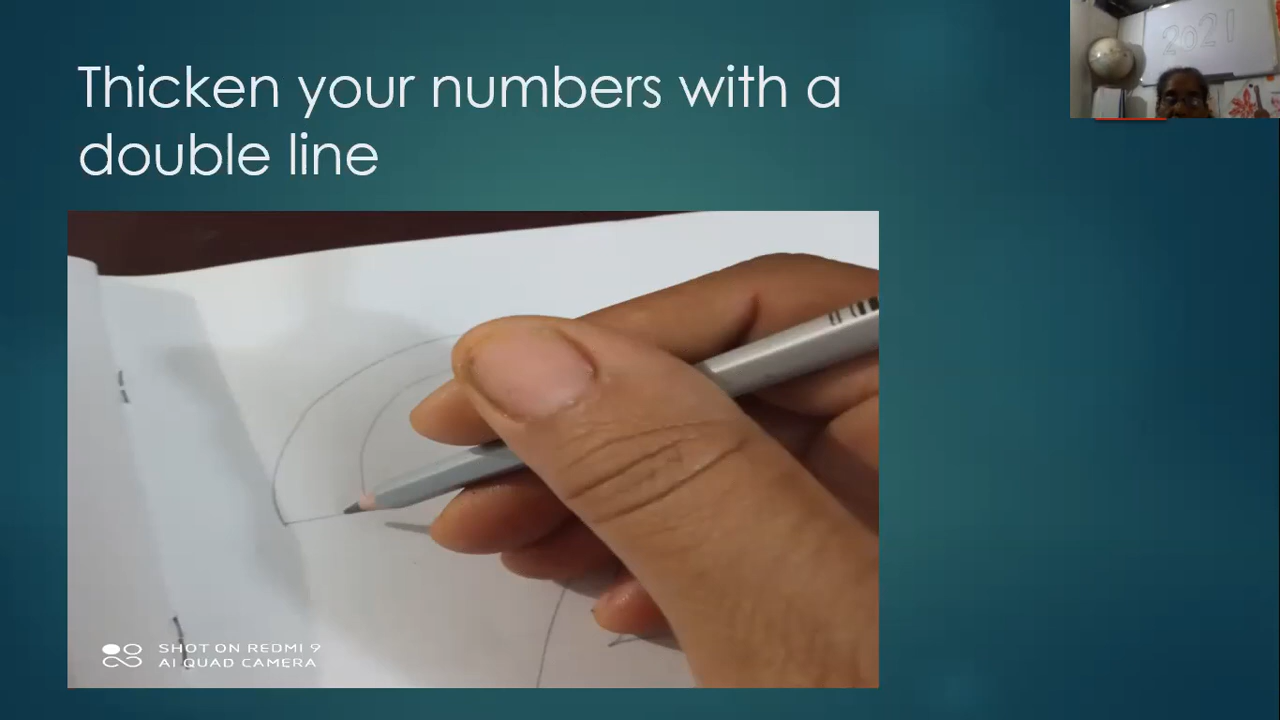 Thicken your numbers with a
double line
2021
SHOT ON REDMI 9
AI QUAD CAMERA